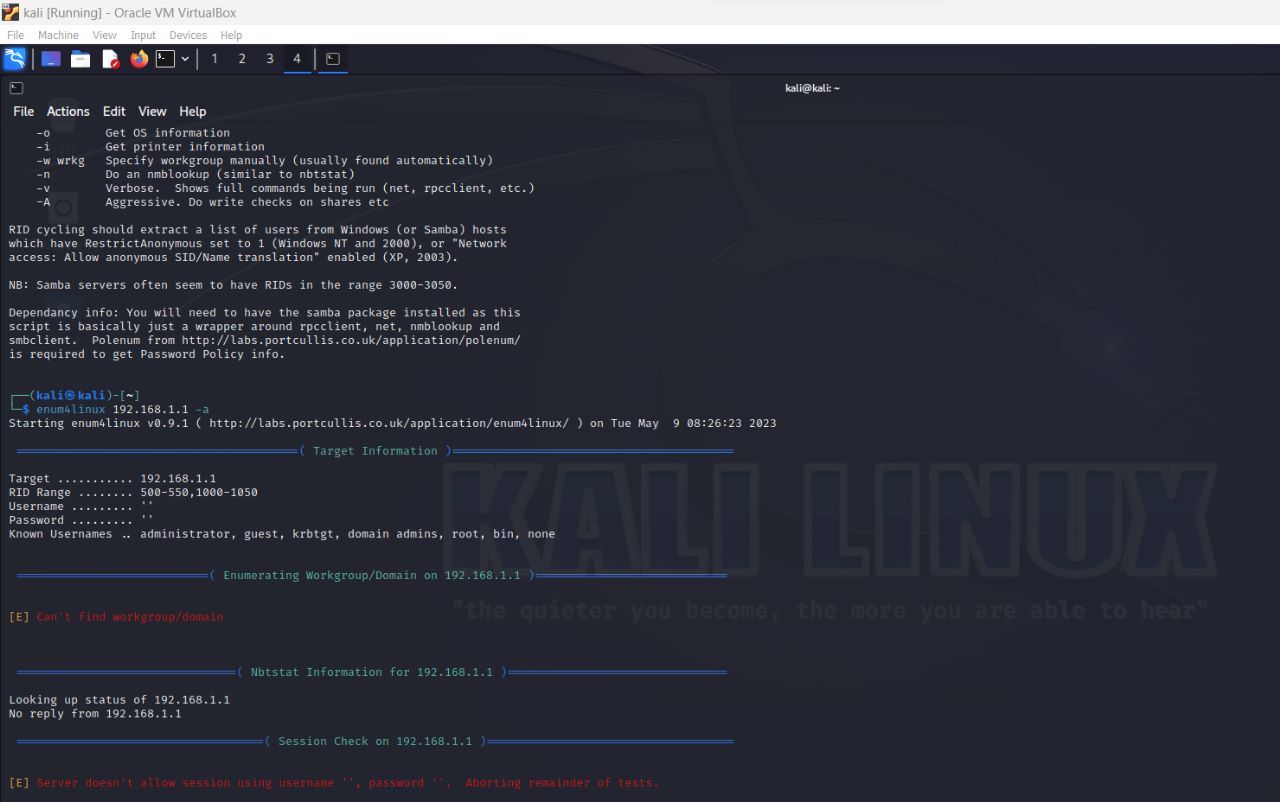 kali [Running] - Oracle VM VirtualBox
File Machine View Input Devices Help
1 2 3 4
kali@kali: ~
File Actions Edit View Help
-o Get OS information
-i Get printer information
-w wrkg Specify workgroup manually (usually found automatically)
-n Do an nmblookup (similar to nbtstat)
-v Verbose. Shows full commands being run (net, rpcclient, etc.)
-A Aggressive. Do write checks on shares etc
RID cycling should extract a list of users from Windows (or Samba) hosts
which have RestrictAnonymous set to 1 (Windows NT and 2000), or "Network
access: Allow anonymous SID/Name translation" enabled (XP, 2003).
NB: Samba servers often seem to have RIDs in the range 3000-3050.
Dependancy info: You will need to have the samba package installed as this
script is basically just a wrapper around rpcclient, net, nmblookup and
smbclient. Polenum from http://labs.portcullis.co.uk/application/polenum/
is required to get Password Policy info.
┌──(kali㉿kali)-[~]
└─$ enum4linux 192.168.1.1 -a
Starting enum4linux v0.9.1 ( http://labs.portcullis.co.uk/application/enum4linux/ ) on Tue May 9 08:26:23 2023
( Target Information )
Target ........... 192.168.1.1
RID Range ........ 500-550,1000-1050
Username ......... ''
Password ......... ''
Known Usernames .. administrator, guest, krbtgt, domain admins, root, bin, none
KALI LINUX
( Enumerating Workgroup/Domain on 192.168.1.1 )
"the quieter you become, the more you are able to hear"
[E] Can't find workgroup/domain
( Nbtstat Information for 192.168.1.1 )
Looking up status of 192.168.1.1
No reply from 192.168.1.1
( Session Check on 192.168.1.1 )
[E] Server doesn't allow session using username '', password ''. Aborting remainder of tests.